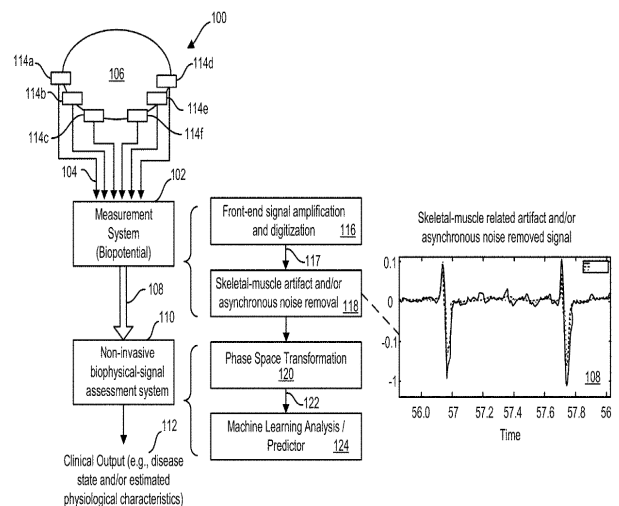 100
114a
114d
106
114b
114e
114c
114f
104
102
Measurement
System
(Biopotential)
Front-end signal amplification
and digitization 116
117
Skeletal-muscle artifact and/or
asynchronous noise removal 118
108
110
Non-invasive
biophysical-signal
assessment system
Phase Space Transformation
120
122
Machine Learning Analysis /
Predictor 124
112
Clinical Output (e.g., disease
state and/or estimated
physiological characteristics)
Skeletal-muscle related artifact and/or
asynchronous noise removed signal
0.1
0
-0.1
-1
108
56.0 57 57.2 57.4 57.6 57.8 56
Time